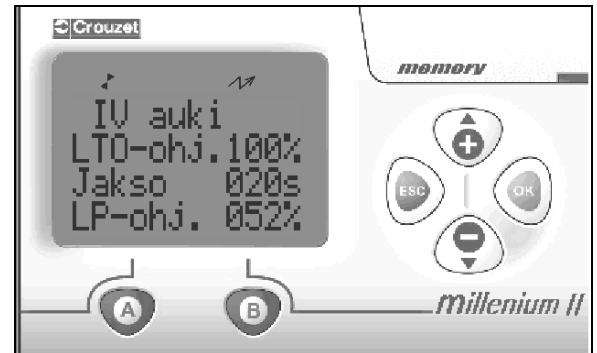 Crouzet
memory
IV auki
LTO-ohj.100%
Jakso 020s
LP-ohj. 052%
ESC
OK
A
B
millenium II